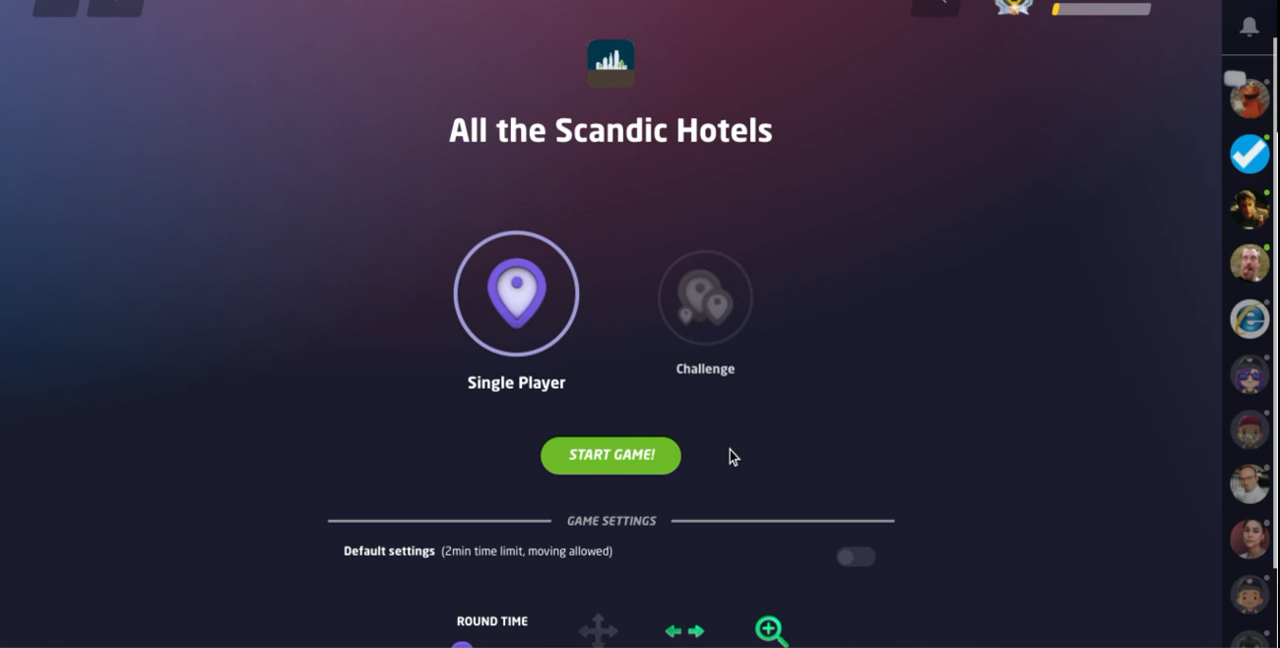 All the Scandic Hotels
Single Player
Challenge
START GAME!
GAME SETTINGS
Default settings (2min time limit, moving allowed)
ROUND TIME